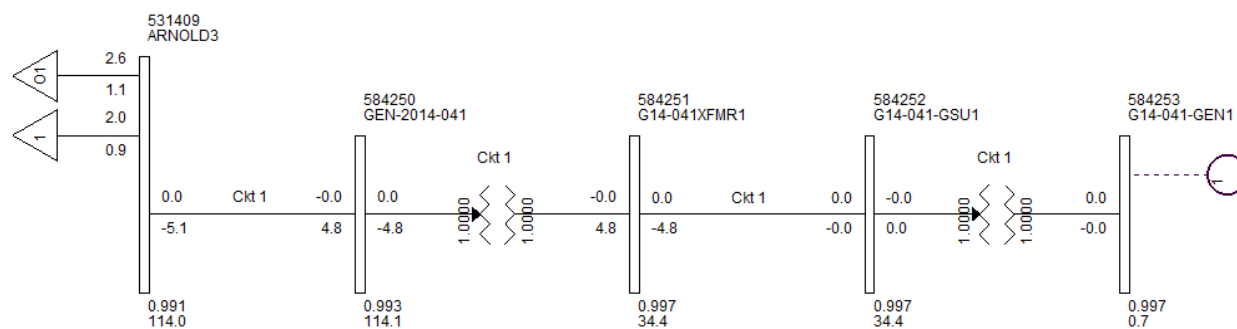 531409
ARNOLD3
01
2.6
1.1
1
2.0
0.9
0.0 Ckt 1 -0.0
-5.1 4.8
0.991
114.0
584250
GEN-2014-041
0.0 Ckt 1 -0.0
-4.8 1.0000 1.0000 4.8
0.993
114.1
584251
G14-041XFMR1
0.0 Ckt 1 0.0
-4.8 -0.0
0.997
34.4
584252
G14-041-GSU1
-0.0 Ckt 1 0.0
0.0 1.0000 1.0000 -0.0
0.997
34.4
584253
G14-041-GEN1
1
0.997
0.7